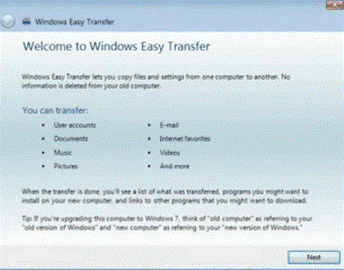 Windows Easy Transfer
Welcome to Windows Easy Transfer
Windows Easy Transfer lets you copy files and settings from one computer to another. No
information is deleted from your old computer.
You can transfer:
• User accounts
• Documents
• Music
• Pictures
• E-mail
• Internet favorites
• Videos
• And more
When the transfer is done, you'll see a list of what was transferred, programs you might want to
install on your new computer, and links to other programs that you might want to download.
Tip: If you're upgrading this computer to Windows 7, think of "old computer" as referring to your
"old version of Windows" and "new computer" as referring to your "new version of Windows."
Next